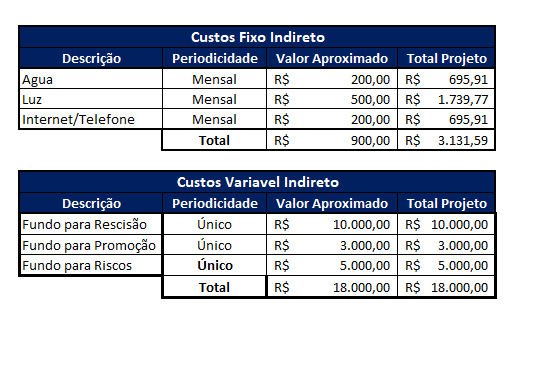 Custos Fixo Indireto
Descrição Periodicidade Valor Aproximado Total Projeto
Agua Mensal R$ 200,00 R$ 695,91
Luz Mensal R$ 500,00 R$ 1.739,77
Internet/Telefone Mensal R$ 200,00 R$ 695,91
Total R$ 900,00 R$ 3.131,59
Custos Variavel Indireto
Descrição Periodicidade Valor Aproximado Total Projeto
Fundo para Rescisão Único R$ 10.000,00 R$ 10.000,00
Fundo para Promoção Único R$ 3.000,00 R$ 3.000,00
Fundo para Riscos Único R$ 5.000,00 R$ 5.000,00
Total R$ 18.000,00 R$ 18.000,00